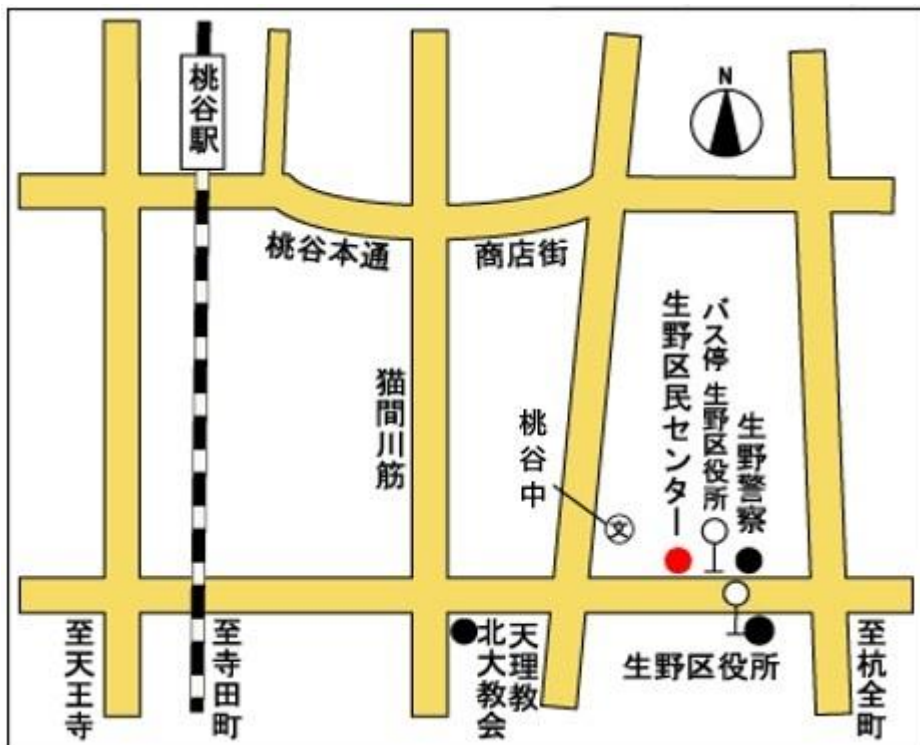 桃谷駅
N
桃谷本通
商店街
猫間川筋
桃谷中
文
生野区民センター
バス停 生野区役所
生野警察
至天王寺
至寺田町
天理教
北大教会
生野区役所
至杭全町